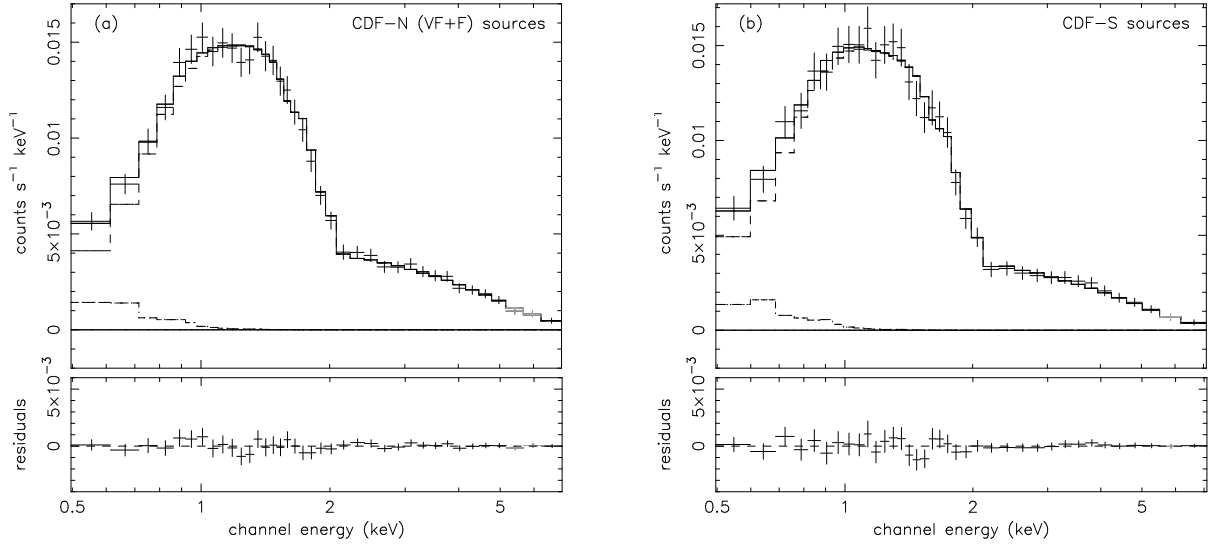 (a) CDF−N (VF+F) sources
0.015
0.01
5×10⁻³
0
counts s⁻¹ keV⁻¹
5×10⁻³
0
residuals
0.5 1 2 5
channel energy (keV)
(b) CDF−S sources
0.015
0.01
5×10⁻³
0
counts s⁻¹ keV⁻¹
5×10⁻³
0
residuals
0.5 1 2 5
channel energy (keV)